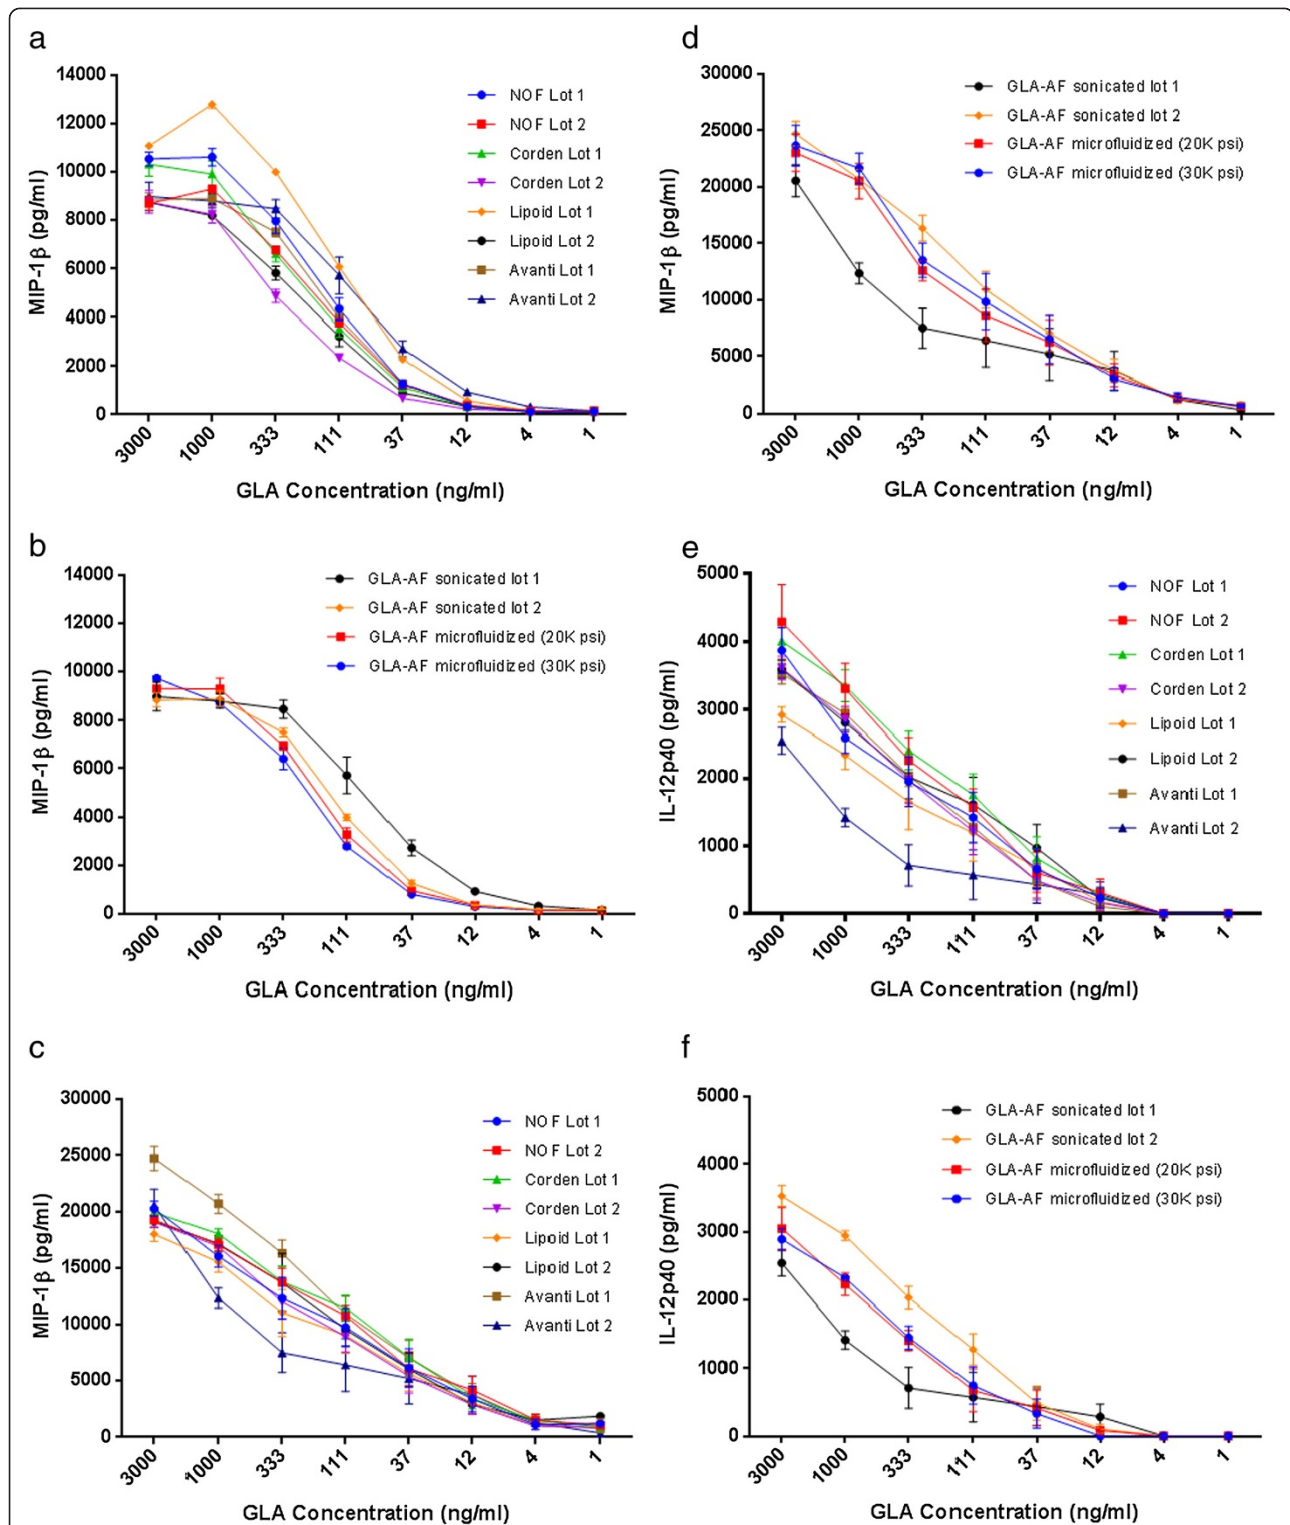 a
14000
12000
10000
8000
6000
4000
2000
0
MIP-1β (pg/ml)
NOF Lot 1
NOF Lot 2
Corden Lot 1
Corden Lot 2
Lipoid Lot 1
Lipoid Lot 2
Avanti Lot 1
Avanti Lot 2
3000 1000 333 111 37 12 4 1
GLA Concentration (ng/ml)
d
30000
25000
20000
15000
10000
5000
0
MIP-1β (pg/ml)
GLA-AF sonicated lot 1
GLA-AF sonicated lot 2
GLA-AF microfluidized (20K psi)
GLA-AF microfluidized (30K psi)
3000 1000 333 111 37 12 4 1
GLA Concentration (ng/ml)
b
14000
12000
10000
8000
6000
4000
2000
0
MIP-1β (pg/ml)
GLA-AF sonicated lot 1
GLA-AF sonicated lot 2
GLA-AF microfluidized (20K psi)
GLA-AF microfluidized (30K psi)
3000 1000 333 111 37 12 4 1
GLA Concentration (ng/ml)
e
5000
4000
3000
2000
1000
0
IL-12p40 (pg/ml)
NOF Lot 1
NOF Lot 2
Corden Lot 1
Corden Lot 2
Lipoid Lot 1
Lipoid Lot 2
Avanti Lot 1
Avanti Lot 2
3000 1000 333 111 37 12 4 1
GLA Concentration (ng/ml)
c
30000
25000
20000
15000
10000
5000
0
MIP-1β (pg/ml)
NOF Lot 1
NOF Lot 2
Corden Lot 1
Corden Lot 2
Lipoid Lot 1
Lipoid Lot 2
Avanti Lot 1
Avanti Lot 2
3000 1000 333 111 37 12 4 1
GLA Concentration (ng/ml)
f
5000
4000
3000
2000
1000
0
IL-12p40 (pg/ml)
GLA-AF sonicated lot 1
GLA-AF sonicated lot 2
GLA-AF microfluidized (20K psi)
GLA-AF microfluidized (30K psi)
3000 1000 333 111 37 12 4 1
GLA Concentration (ng/ml)